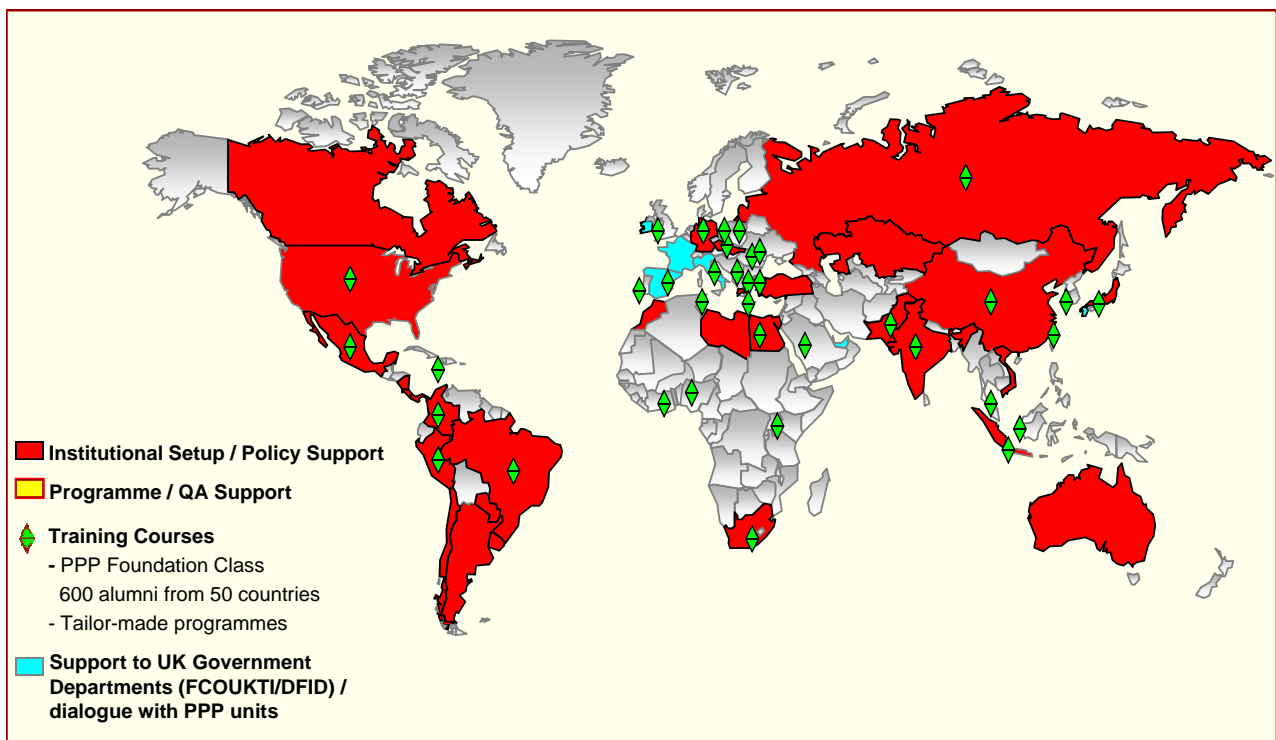 Institutional Setup / Policy Support
Programme / QA Support
Training Courses
- PPP Foundation Class
600 alumni from 50 countries
- Tailor-made programmes
Support to UK Government
Departments (FCOUKTI/DFID) /
dialogue with PPP units